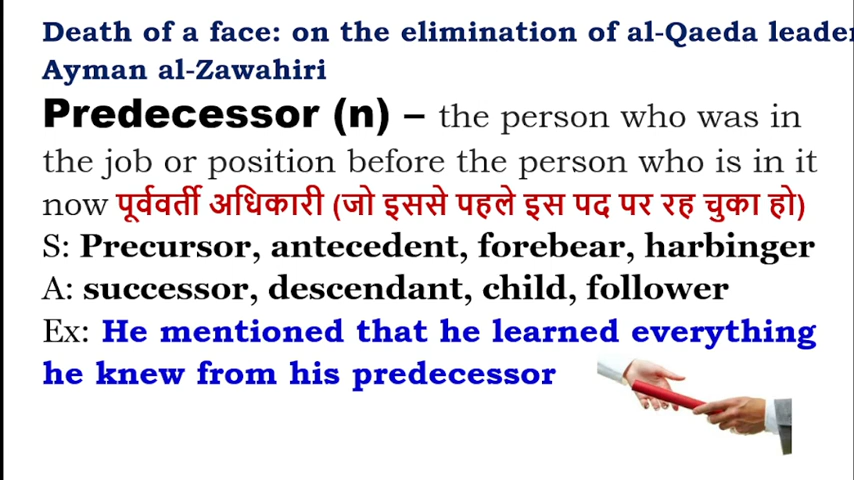 Death of a face: on the elimination of al-Qaeda leader
Ayman al-Zawahiri
Predecessor (n) – the person who was in
the job or position before the person who is in it
now पूर्ववर्ती अधिकारी (जो इससे पहले इस पद पर रह चुका हो)
S: Precursor, antecedent, forebear, harbinger
A: successor, descendant, child, follower
Ex: He mentioned that he learned everything
he knew from his predecessor